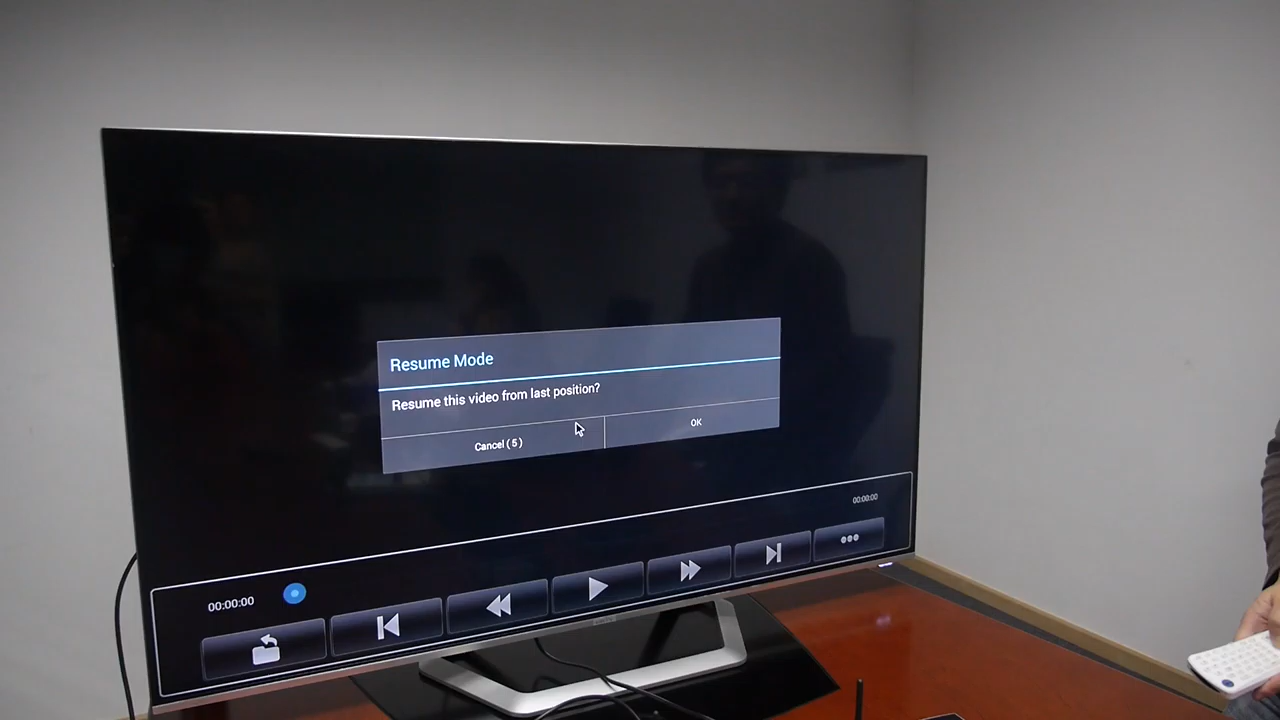 Resume Mode
Resume this video from last position?
Cancel ( 5 )
OK
00:00:00
00:00:00